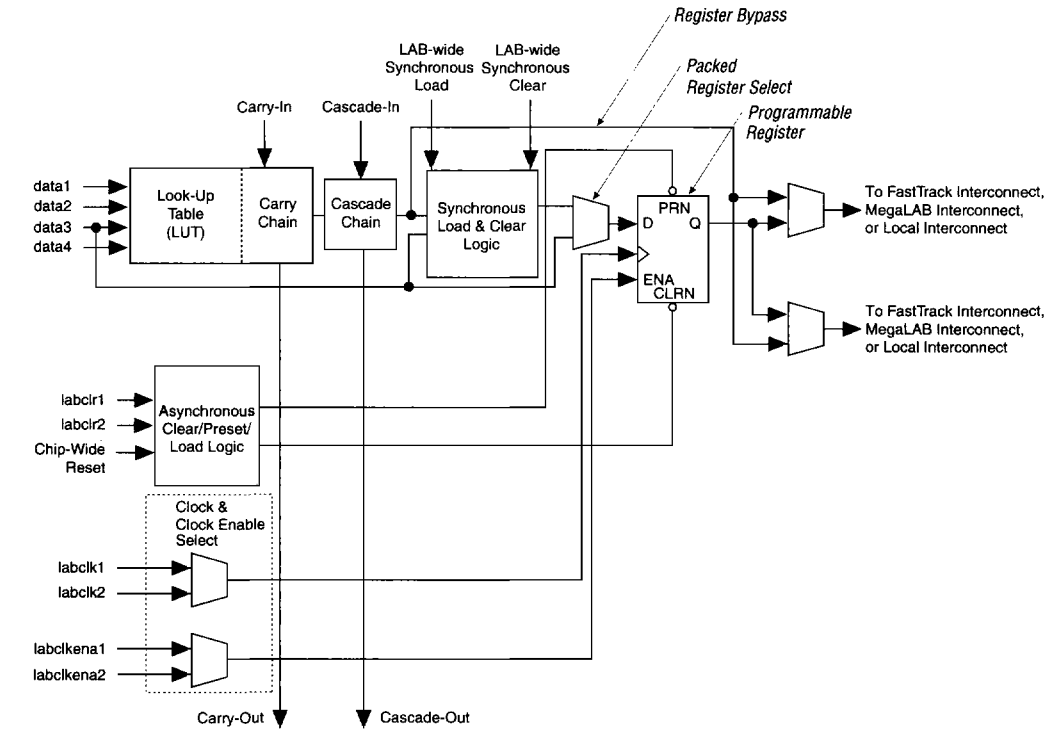 Register Bypass
LAB-wide
Synchronous
Load
LAB-wide
Synchronous
Clear
Packed
Register Select
Carry-In
Cascade-In
Programmable
Register
data1
data2
data3
data4
Look-Up
Table
(LUT)
Carry
Chain
Cascade
Chain
Synchronous
Load & Clear
Logic
PRN
D
Q
ENA
CLRN
To FastTrack Interconnect,
MegaLAB Interconnect,
or Local Interconnect
To FastTrack Interconnect,
MegaLAB Interconnect,
or Local Interconnect
labclr1
labclr2
Chip-Wide
Reset
Asynchronous
Clear/Preset/
Load Logic
Clock &
Clock Enable
Select
labclk1
labclk2
labclkena1
labclkena2
Carry-Out
Cascade-Out